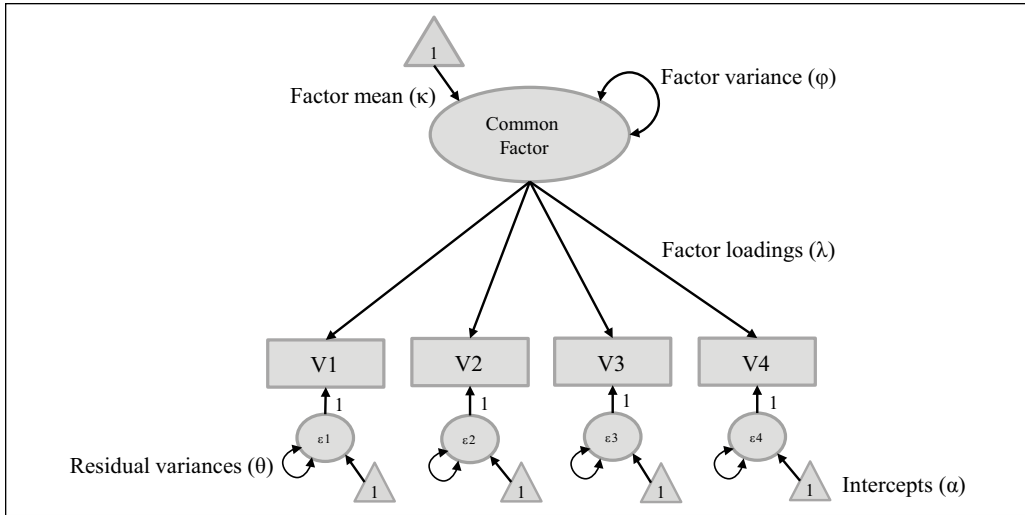 1
Factor mean (κ)
Factor variance (φ)
Common
Factor
Factor loadings (λ)
V1
V2
V3
V4
1
1
1
1
ε1
ε2
ε3
ε4
Residual variances (θ)
1
1
1
1
Intercepts (α)